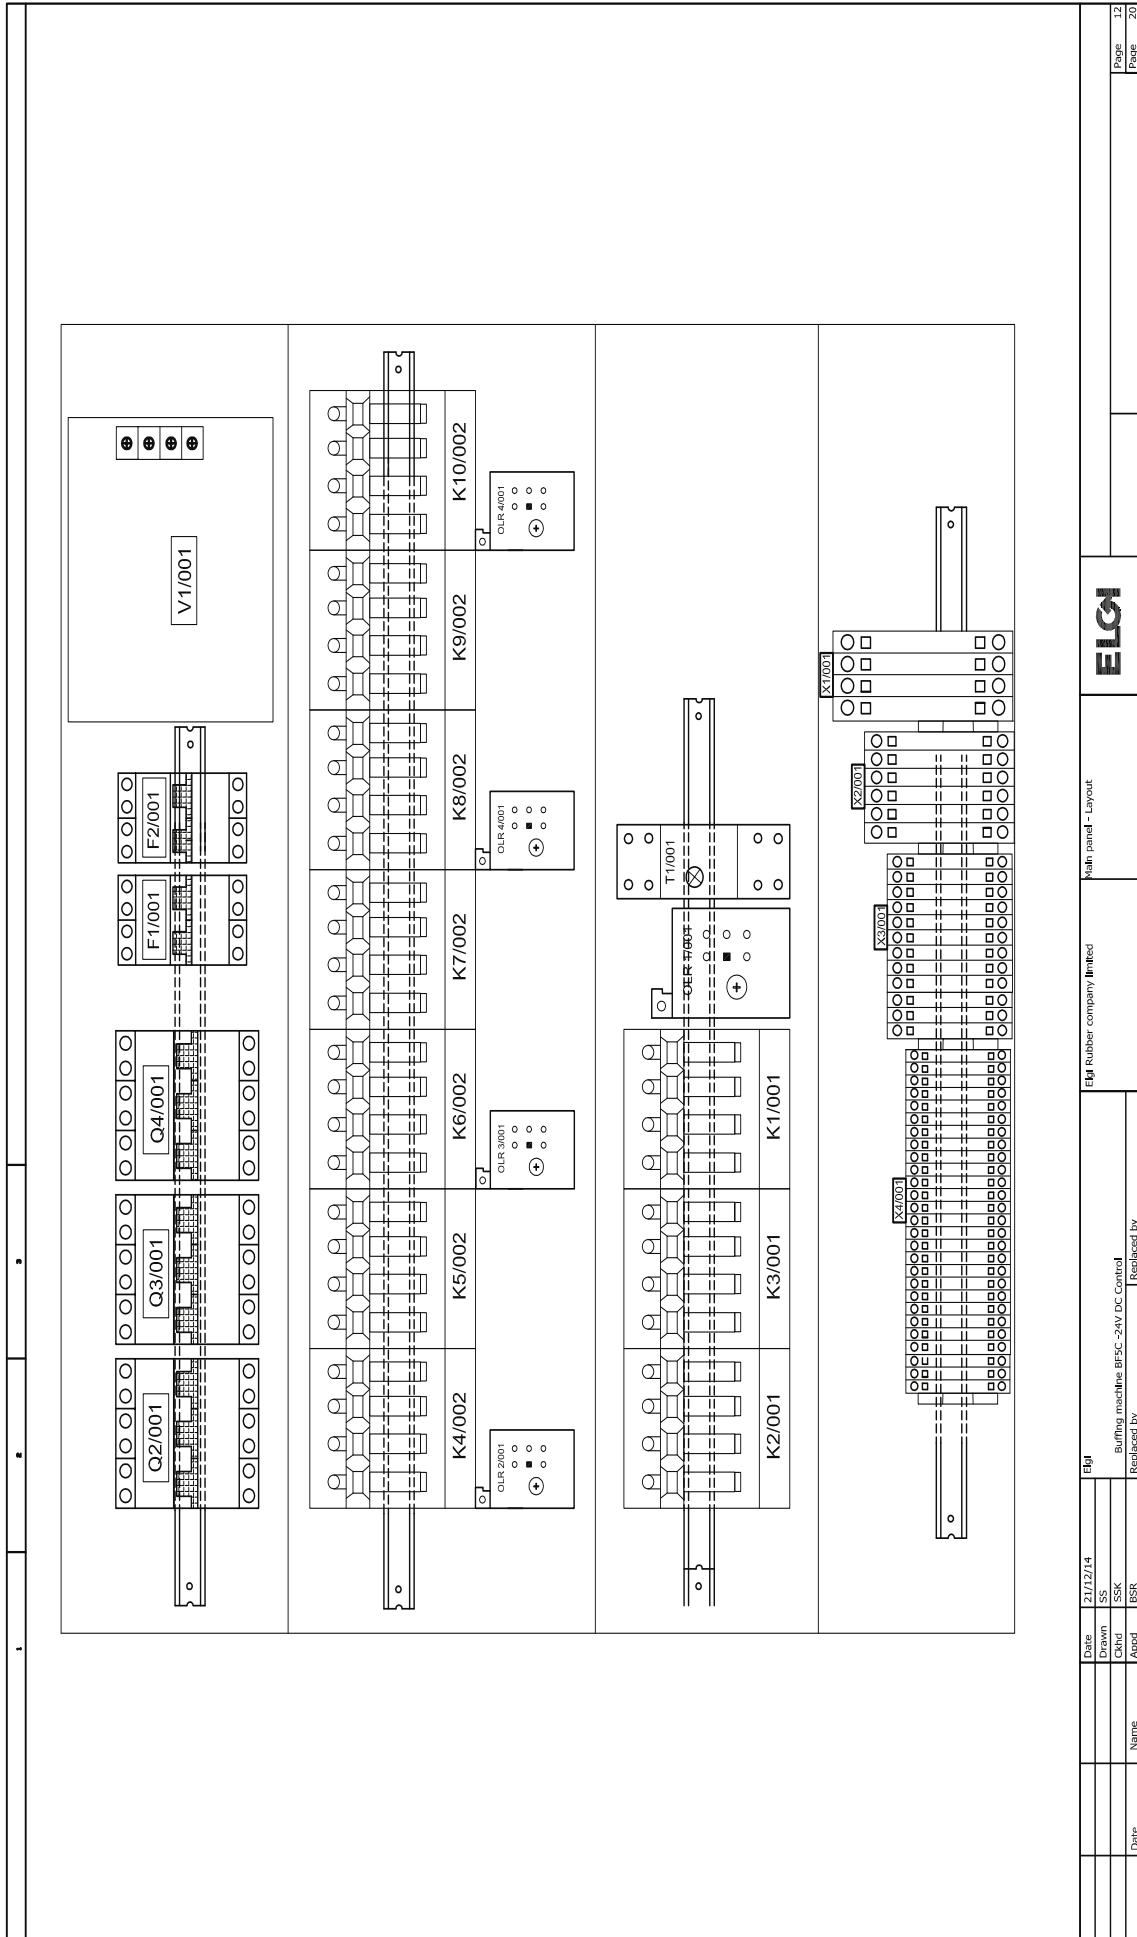 1
2
3
Q2/001
Q3/001
Q4/001
F1/001
F2/001
V1/001
K4/002
K5/002
K6/002
K7/002
K8/002
K9/002
K10/002
OLR 2/001
OLR 3/001
OLR 4/001
OLR 4/001
K2/001
K3/001
K1/001
OLR 1/001
T1/001
X4/001
X3/001
X2/001
X1/001
Date 21/12/14
Drawn SS
Ckhd SSK
Date Name Appd BSR
Elgi
Buffing machine BFSC -24V DC Control
Replaced by Replaced by
Elgi Rubber company limited
Main panel - Layout
ELGI
Page 12
Page 20